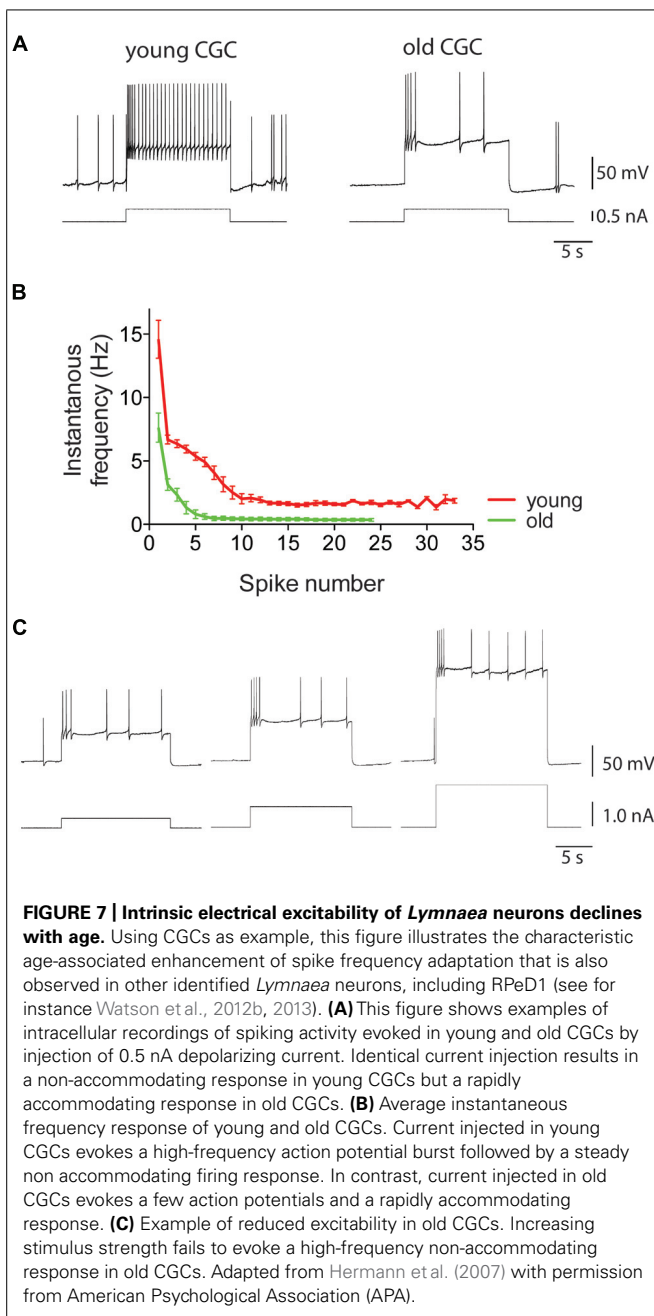 A
young CGC
old CGC
50 mV
0.5 nA
5 s
B
Instantanous
frequency (Hz)
15
10
5
0
0 5 10 15 20 25 30 35
young
old
Spike number
C
50 mV
1.0 nA
5 s
FIGURE 7 | Intrinsic electrical excitability of Lymnaea neurons declines
with age. Using CGCs as example, this figure illustrates the characteristic
age-associated enhancement of spike frequency adaptation that is also
observed in other identified Lymnaea neurons, including RPeD1 (see for
instance Watson et al., 2012b, 2013). (A) This figure shows examples of
intracellular recordings of spiking activity evoked in young and old CGCs by
injection of 0.5 nA depolarizing current. Identical current injection results in
a non-accommodating response in young CGCs but a rapidly
accommodating response in old CGCs. (B) Average instantaneous
frequency response of young and old CGCs. Current injected in young
CGCs evokes a high-frequency action potential burst followed by a steady
non accommodating firing response. In contrast, current injected in old
CGCs evokes a few action potentials and a rapidly accommodating
response. (C) Example of reduced excitability in old CGCs. Increasing
stimulus strength fails to evoke a high-frequency non-accommodating
response in old CGCs. Adapted from Hermann et al. (2007) with permission
from American Psychological Association (APA).